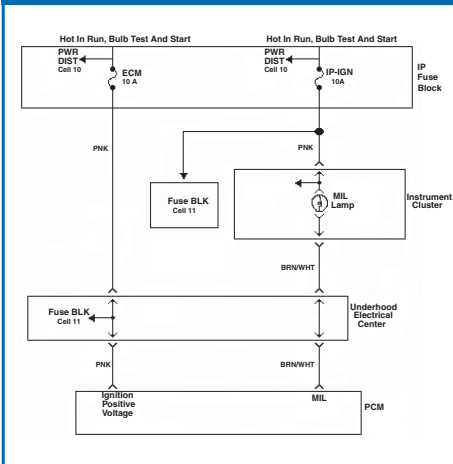 Hot In Run, Bulb Test And Start
Hot In Run, Bulb Test And Start
PWR
DIST
Cell 10
ECM
10 A
PWR
DIST
Cell 10
IP-IGN
10A
IP
Fuse
Block
PNK
PNK
Fuse BLK
Cell 11
MIL
Lamp
Instrument
Cluster
BRN/WHT
Fuse BLK
Cell 11
Underhood
Electrical
Center
PNK
BRN/WHT
Ignition
Positive
Voltage
MIL
PCM